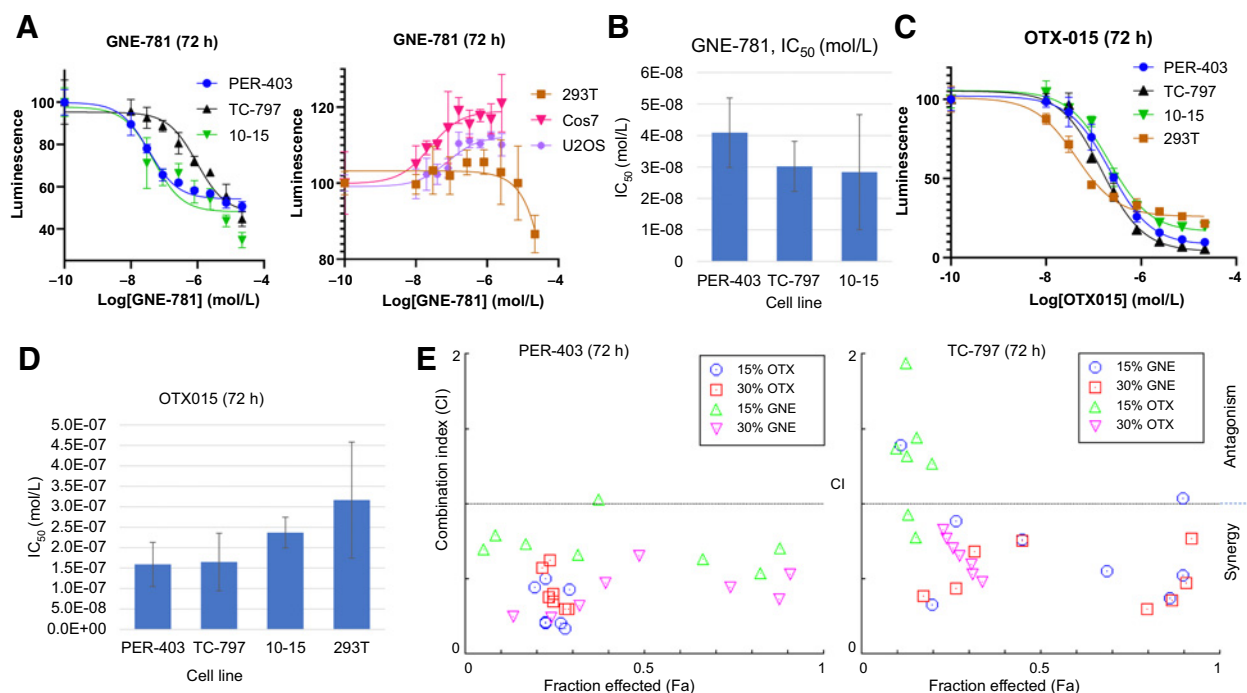 A
GNE-781 (72 h)
Luminescence
100
80
60
40
–10
–8
–6
–4
–2
Log[GNE-781] (mol/L)
PER-403
TC-797
10-15
GNE-781 (72 h)
Luminescence
120
100
80
–10
–8
–6
–4
Log[GNE-781] (mol/L)
293T
Cos7
U2OS
B
GNE-781, IC50 (mol/L)
IC50 (mol/L)
6E-08
5E-08
4E-08
3E-08
2E-08
1E-08
0
PER-403 TC-797 10-15
Cell line
C
OTX-015 (72 h)
Luminescence
100
50
0
–10
–8
–6
–4
Log[OTX015] (mol/L)
PER-403
TC-797
10-15
293T
D
OTX015 (72 h)
IC50 (mol/L)
5.0E-07
4.5E-07
4.0E-07
3.5E-07
3.0E-07
2.5E-07
2.0E-07
1.5E-07
1.0E-07
5.0E-08
0.0E+00
PER-403 TC-797 10-15 293T
Cell line
E
PER-403 (72 h)
Combination index (CI)
2
0
0.5
1
Fraction effected (Fa)
15% OTX
30% OTX
15% GNE
30% GNE
CI
TC-797 (72 h)
2
0
0.5
1
Fraction effected (Fa)
15% GNE
30% GNE
15% OTX
30% OTX
Antagonism
Synergy